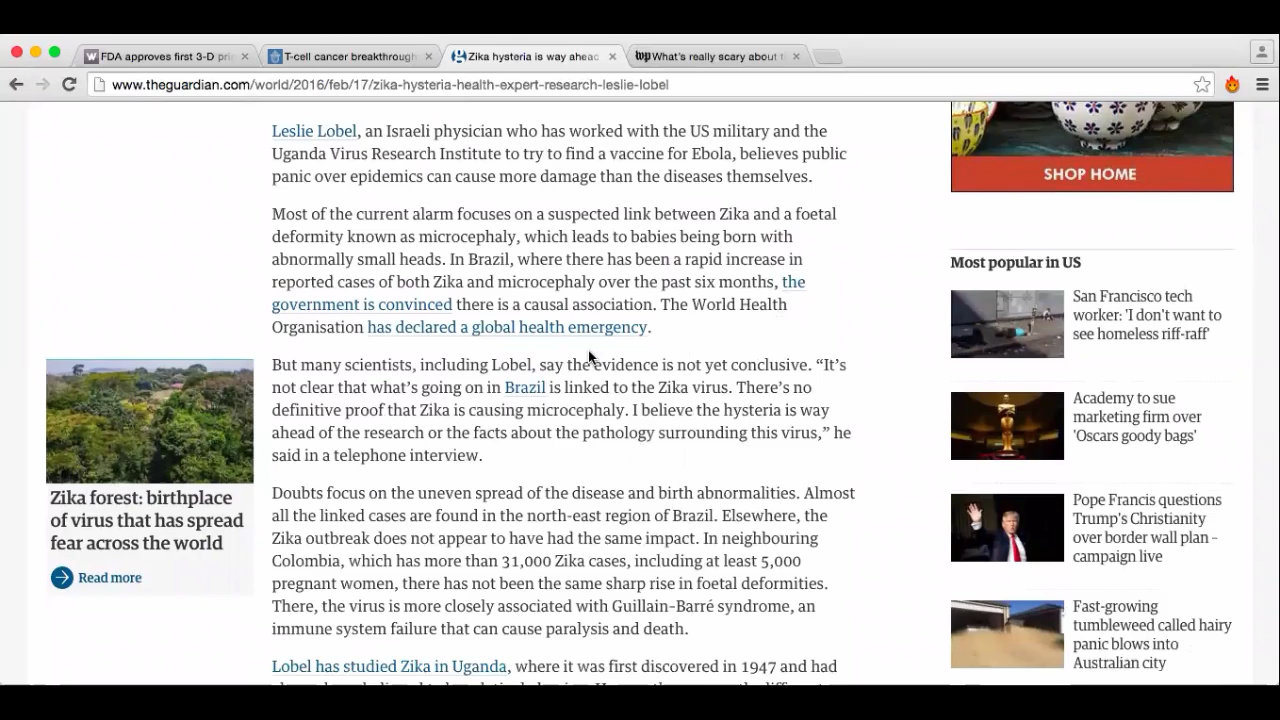 FDA approves first 3-D pri
T-cell cancer breakthrough
Zika hysteria is way ahead
wp What's really scary about t
www.theguardian.com/world/2016/feb/17/zika-hysteria-health-expert-research-leslie-lobel
Leslie Lobel, an Israeli physician who has worked with the US military and the
Uganda Virus Research Institute to try to find a vaccine for Ebola, believes public
panic over epidemics can cause more damage than the diseases themselves.
Most of the current alarm focuses on a suspected link between Zika and a foetal
deformity known as microcephaly, which leads to babies being born with
abnormally small heads. In Brazil, where there has been a rapid increase in
reported cases of both Zika and microcephaly over the past six months, the
government is convinced there is a causal association. The World Health
Organisation has declared a global health emergency.
But many scientists, including Lobel, say the evidence is not yet conclusive. “It’s
not clear that what’s going on in Brazil is linked to the Zika virus. There’s no
definitive proof that Zika is causing microcephaly. I believe the hysteria is way
ahead of the research or the facts about the pathology surrounding this virus,” he
said in a telephone interview.
Doubts focus on the uneven spread of the disease and birth abnormalities. Almost
all the linked cases are found in the north-east region of Brazil. Elsewhere, the
Zika outbreak does not appear to have had the same impact. In neighbouring
Colombia, which has more than 31,000 Zika cases, including at least 5,000
pregnant women, there has not been the same sharp rise in foetal deformities.
There, the virus is more closely associated with Guillain-Barré syndrome, an
immune system failure that can cause paralysis and death.
Lobel has studied Zika in Uganda, where it was first discovered in 1947 and had
Zika forest: birthplace
of virus that has spread
fear across the world
Read more
SHOP HOME
Most popular in US
San Francisco tech
worker: 'I don't want to
see homeless riff-raff'
Academy to sue
marketing firm over
'Oscars goody bags'
Pope Francis questions
Trump's Christianity
over border wall plan –
campaign live
Fast-growing
tumbleweed called hairy
panic blows into
Australian city